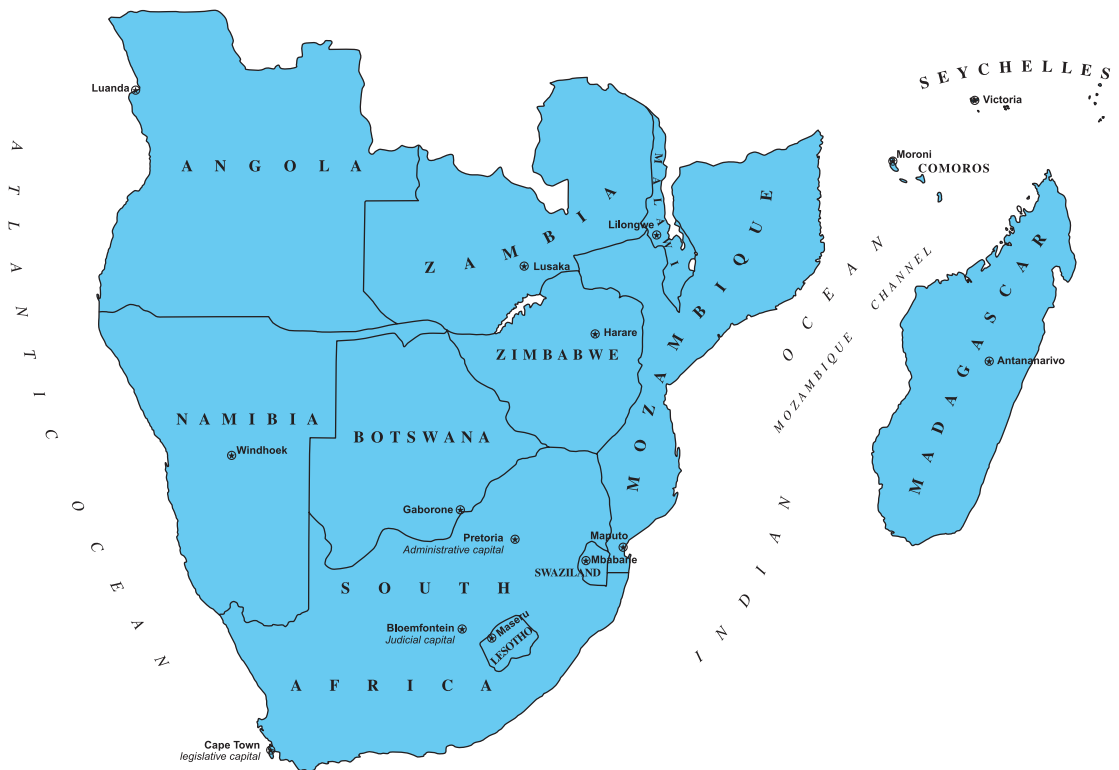 SEYCHELLES
Victoria
Luanda
Moroni
COMOROS
ANGOLA
MALAWI
Lilongwe
ZAMBIA
Lusaka
MOZAMBIQUE
Harare
ZIMBABWE
ATLANTIC OCEAN
INDIAN OCEAN
MOZAMBIQUE CHANNEL
MADAGASCAR
Antananarivo
NAMIBIA
Windhoek
BOTSWANA
Gaborone
Pretoria
Administrative capital
Maputo
Mbabane
SWAZILAND
SOUTH AFRICA
Bloemfontein
Judicial capital
Maseru
LESOTHO
Cape Town
legislative capital